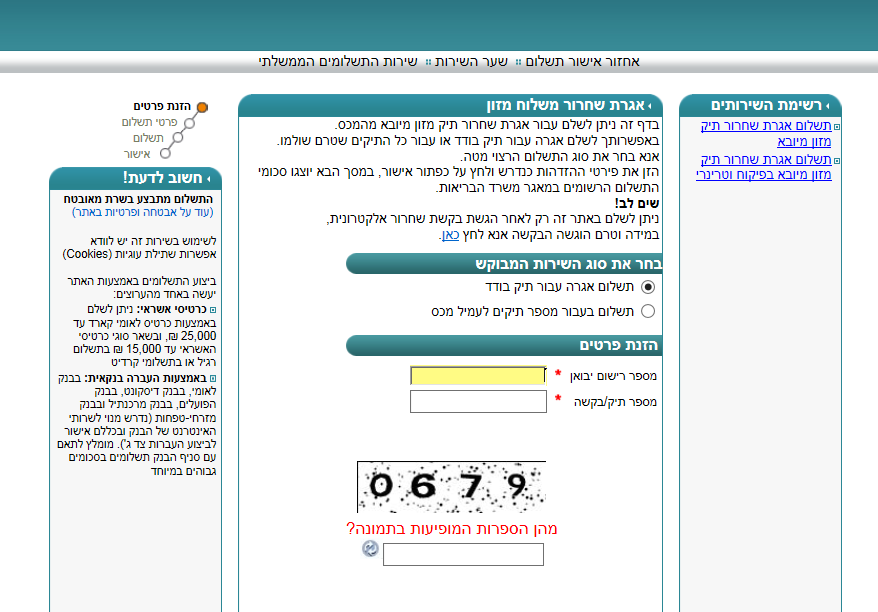 אחזור אישור תשלום
שער השירות
שירות התשלומים הממשלתי
רשימת השירותים
תשלום אגרת שחרור תיק
מזון מיובא
תשלום אגרת שחרור תיק
מזון מיובא בפיקוח וטרינרי
אגרת שחרור משלוח מזון
בדף זה ניתן לשלם עבור אגרת שחרור תיק מזון מיובא מהמכס.
באפשרותך לשלם אגרה עבור תיק בודד או עבור כל התיקים שטרם שולמו.
אנא בחר את סוג התשלום הרצוי מטה.
הזן את פירטי ההזדהות כנדרש ולחץ על כפתור אישור, במסך הבא יוצגו סכומי
התשלום הרשומים במאגר משרד הבריאות.
שים לב!
ניתן לשלם באתר זה רק לאחר הגשת בקשת שחרור אלקטרונית,
במידה וטרם הוגשה הבקשה אנא לחץ כאן.
בחר את סוג השירות המבוקש
תשלום אגרה עבור תיק בודד
תשלום בעבור מספר תיקים לעמיל מכס
הזנת פרטים
מספר רישום יבואן *
מספר תיק/בקשה *
0679
מהן הספרות המופיעות בתמונה?
הזנת פרטים
פרטי תשלום
תשלום
אישור
חשוב לדעת!
התשלום מתבצע בשרת מאובטח
(עוד על אבטחה ופרטיות באתר)
לשימוש בשירות זה יש לוודא
אפשרות שתילת עוגיות (Cookies)
ביצוע התשלומים באמצעות האתר
יעשה באחד מהערוצים:
כרטיסי אשראי: ניתן לשלם
באמצעות כרטיס לאומי קארד עד
25,000 ₪, ובשאר סוגי כרטיסי
האשראי עד 15,000 ₪ בתשלום
רגיל או בתשלומי קרדיט
באמצעות העברה בנקאית: בבנק
לאומי, בבנק דיסקונט, בבנק
הפועלים, בבנק מרכנתיל ובבנק
מזרחי-טפחות (נדרש מנוי לשרותי
האינטרנט של הבנק ובכללם אישור
לביצוע העברות צד ג'). מומלץ לתאם
עם סניף הבנק תשלומים בסכומים
גבוהים במיוחד